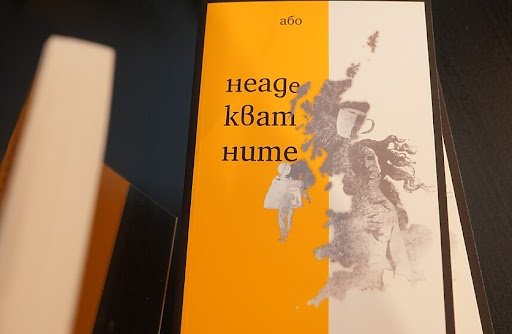 або
неаде
кват
ните